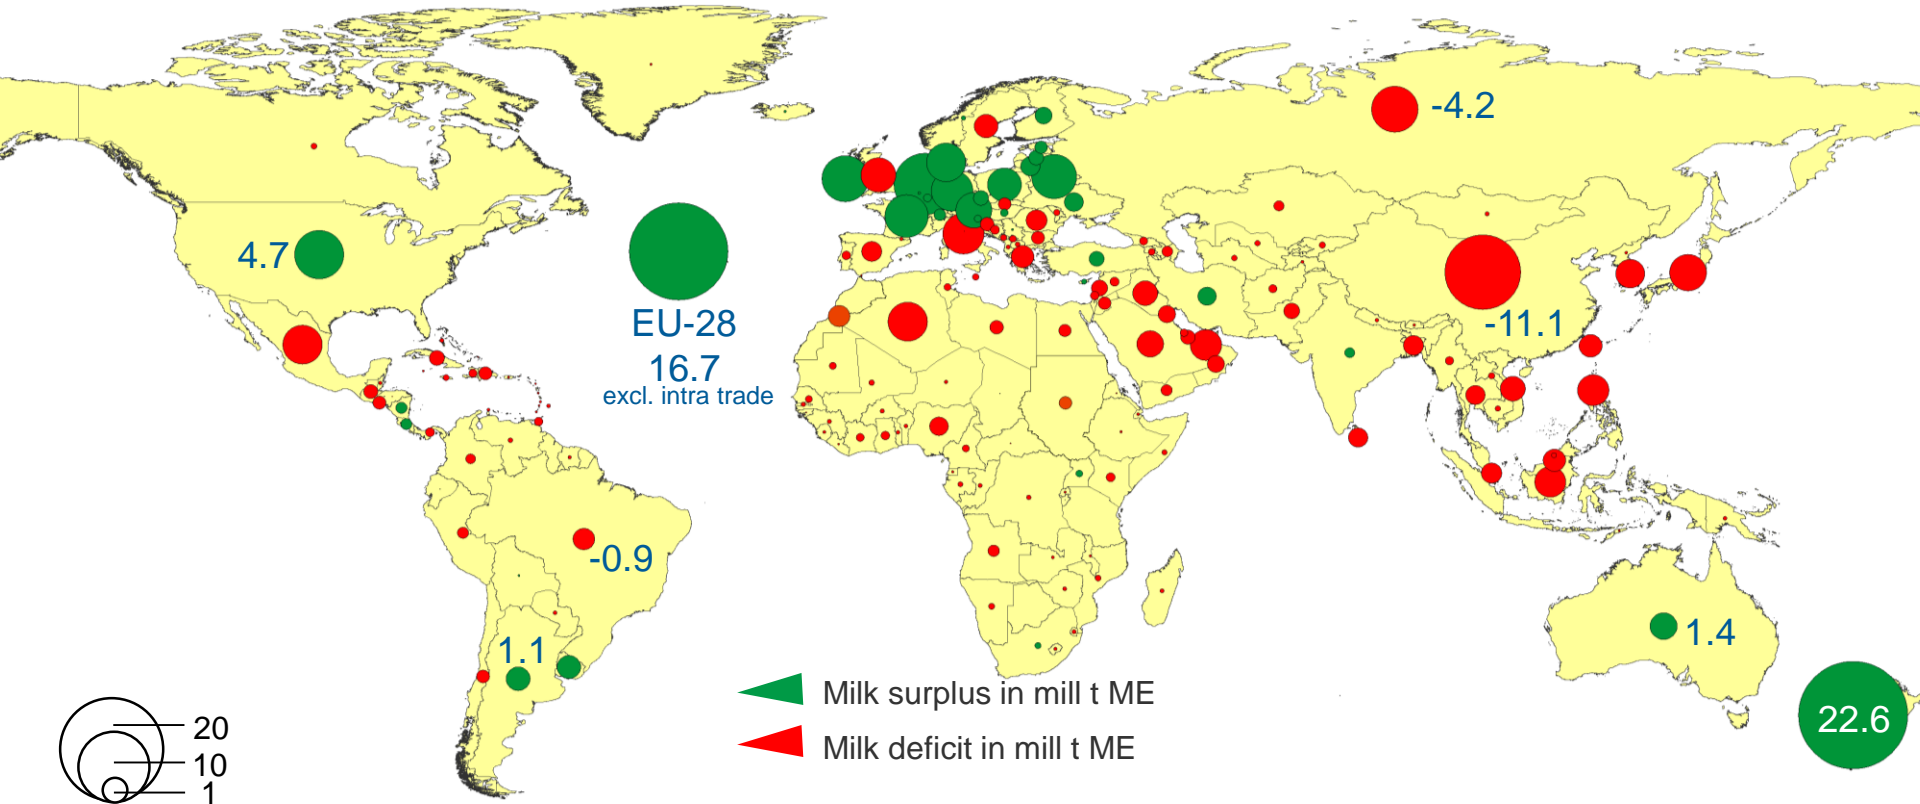 -4.2
4.7
EU-28
16.7
excl. intra trade
-11.1
-0.9
1.1
1.4
Milk surplus in mill t ME
Milk deficit in mill t ME
22.6
20
10
1